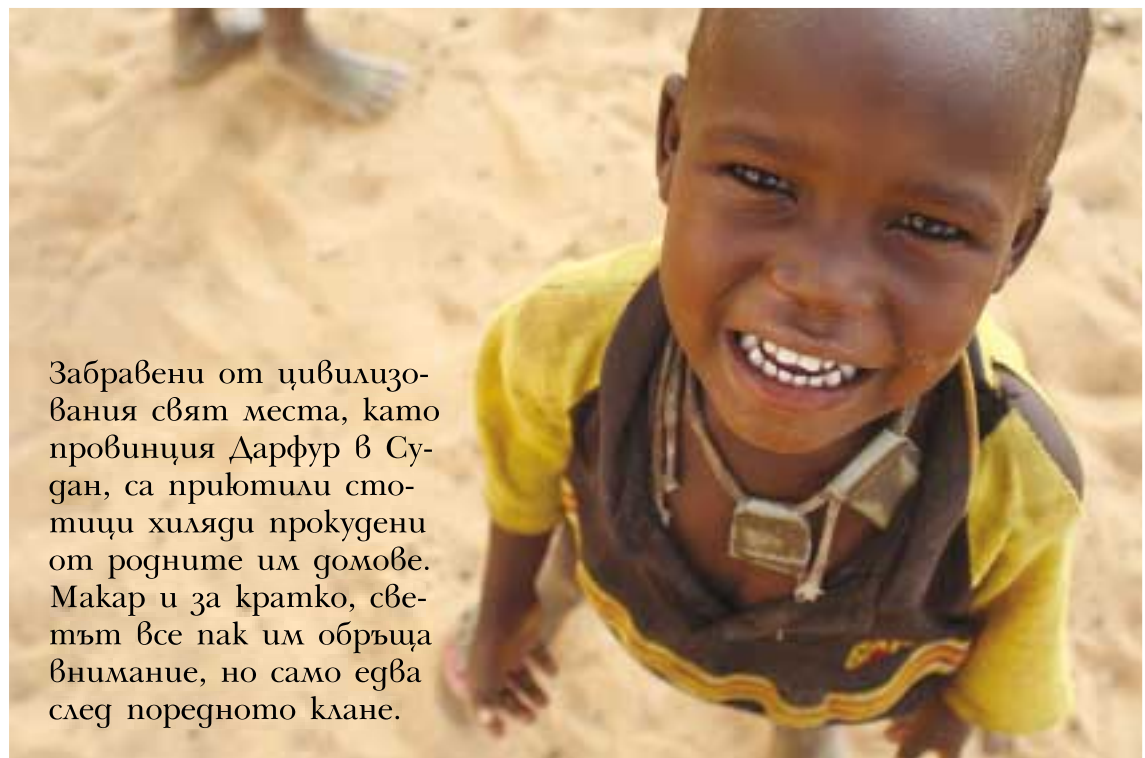 Забравени от цивилизо-
вания свят места, като
провинция Дарфур в Су-
дан, са приютили сто-
тици хиляди прокудени
от родните им домове.
Макар и за кратко, све-
тът все пак им обръща
внимание, но само едва
след поредното клане.